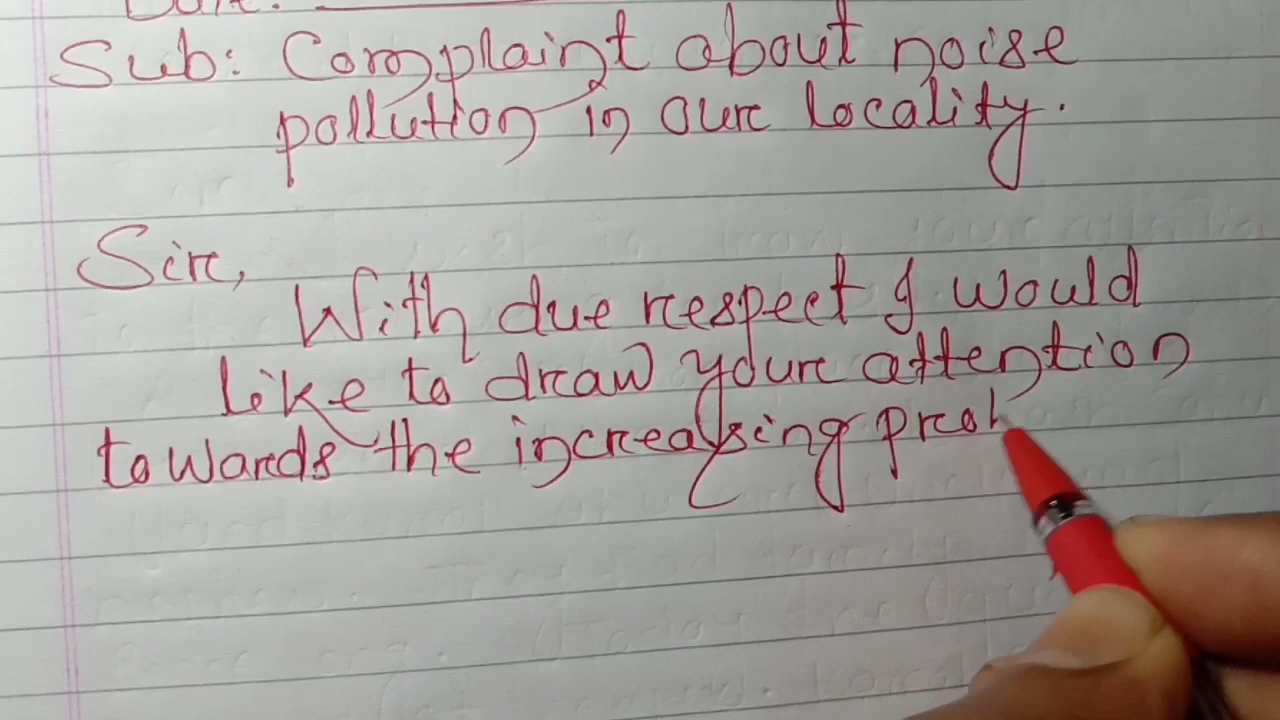 Date:
Sub: Complaint about noise
pollution in our locality.
Sir,
With due respect I would
like to draw your attention
towards the increasing prob